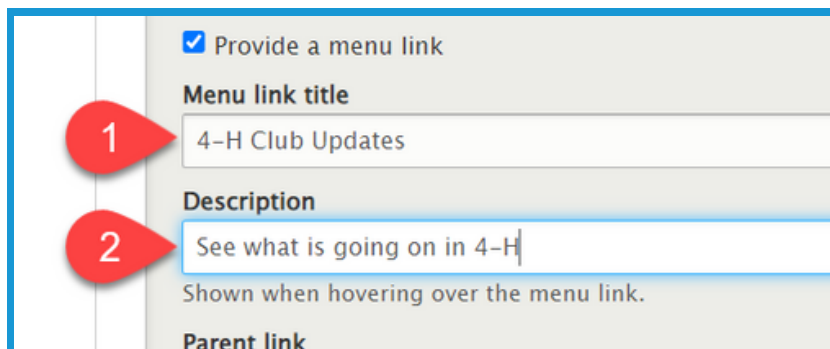 Provide a menu link
Menu link title
1
4-H Club Updates
Description
2
See what is going on in 4-H
Shown when hovering over the menu link.
Parent link